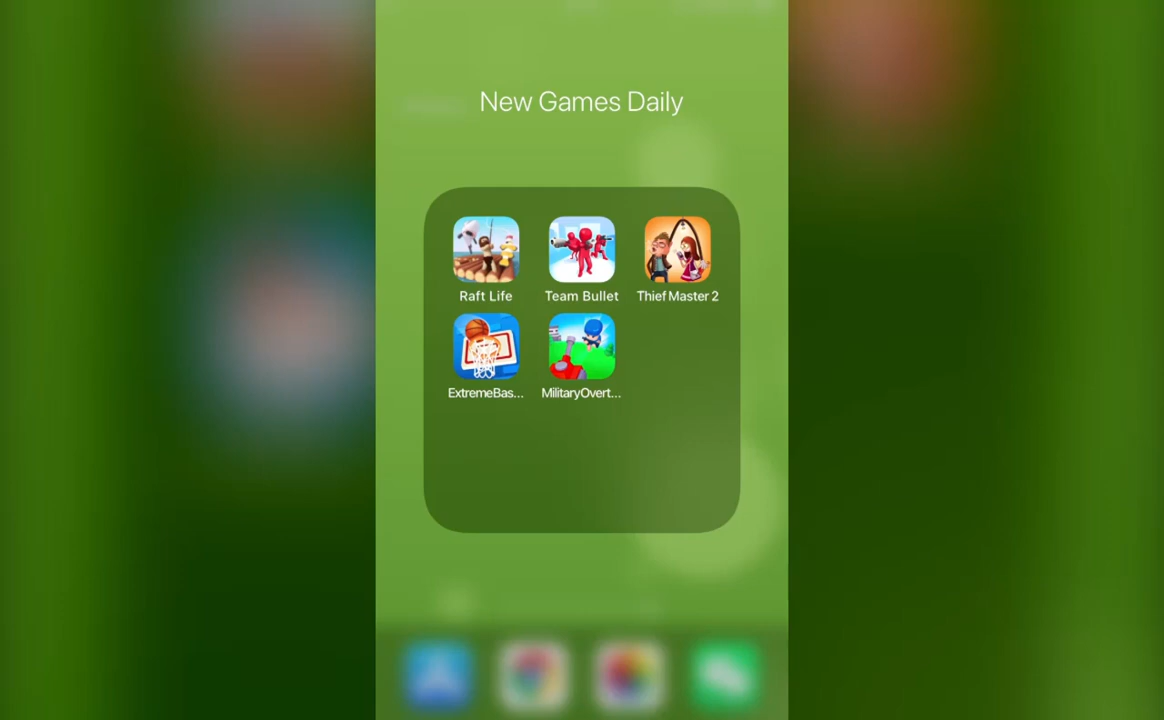 New Games Daily
Raft Life
Team Bullet
Thief Master 2
ExtremeBas...
MilitaryOvert...